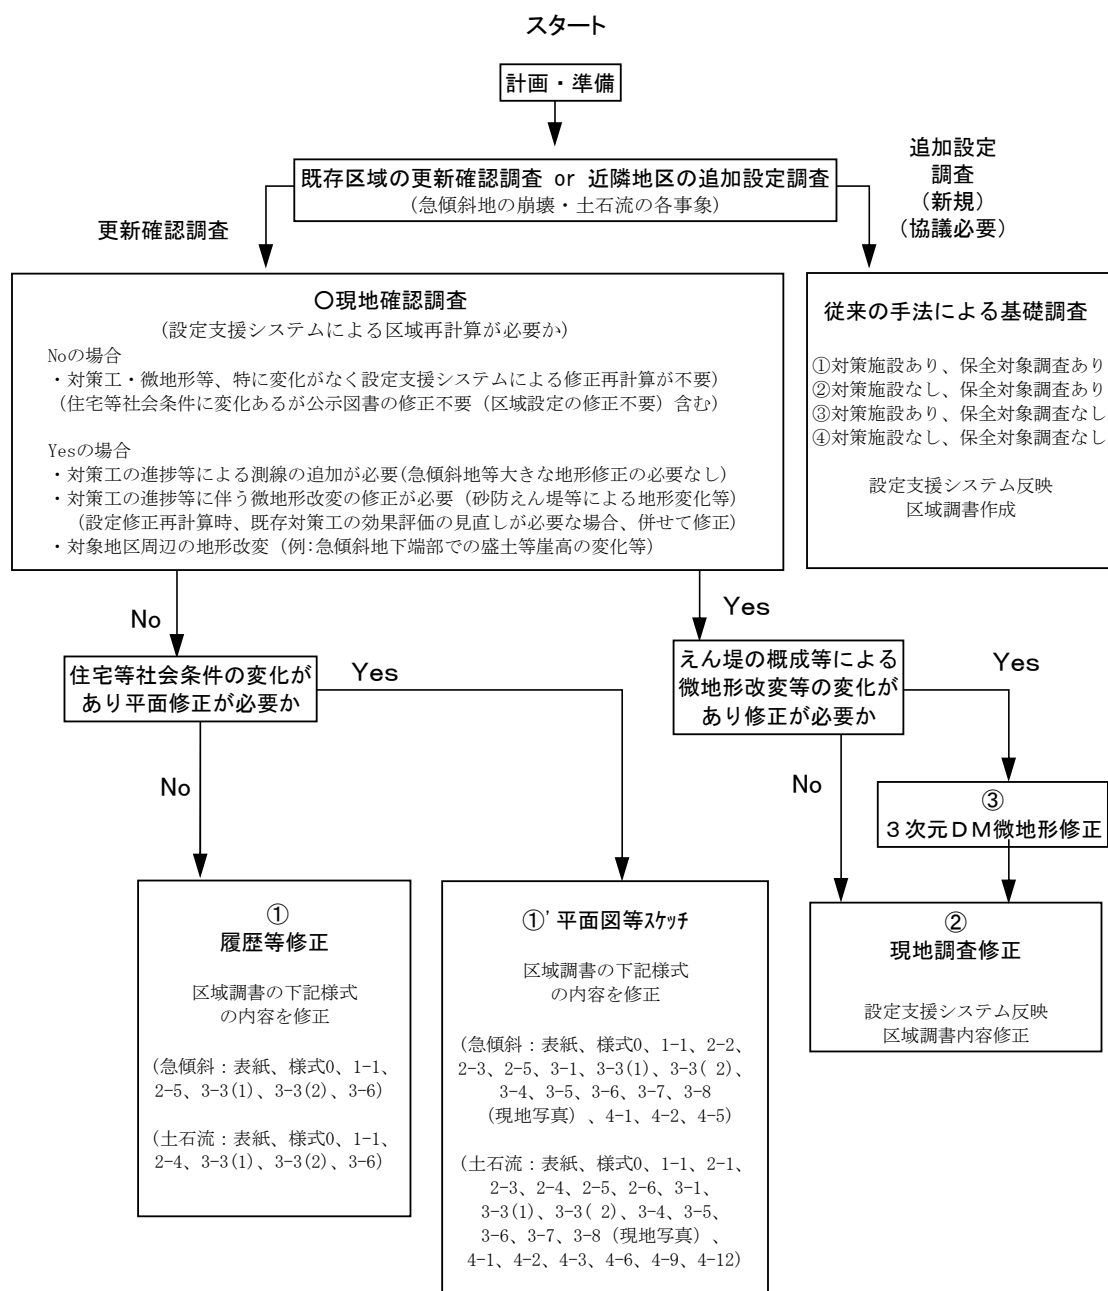 スタート
計画・準備
既存区域の更新確認調査 or 近隣地区の追加設定調査
(急傾斜地の崩壊・土石流の各事象)
更新確認調査
追加設定
調査
(新規)
(協議必要)
〇現地確認調査
(設定支援システムによる区域再計算が必要か)
Noの場合
・対策工・微地形等、特に変化がなく設定支援システムによる修正再計算が不要)
(住宅等社会条件に変化あるが公示図書の修正不要（区域設定の修正不要）含む)
Yesの場合
・対策工の進捗等による測線の追加が必要(急傾斜地等大きな地形修正の必要なし)
・対策工の進捗等に伴う微地形改変の修正が必要（砂防えん堤等による地形変化等)
(設定修正再計算時、既存対策工の効果評価の見直しが必要な場合、併せて修正)
・対象地区周辺の地形改変（例:急傾斜地下端部での盛土等崖高の変化等)
従来の手法による基礎調査
①対策施設あり、保全対象調査あり
②対策施設なし、保全対象調査あり
③対策施設あり、保全対象調査なし
④対策施設なし、保全対象調査なし
設定支援システム反映
区域調書作成
No
Yes
住宅等社会条件の変化が
あり平面修正が必要か
Yes
えん堤の概成等による
微地形改変等の変化が
あり修正が必要か
Yes
No
No
③
３次元ＤＭ微地形修正
①
履歴等修正
区域調書の下記様式
の内容を修正
(急傾斜：表紙、様式0、1-1、
2-5、3-3(1)、3-3(2)、3-6)
(土石流：表紙、様式0、1-1、
2-4、3-3(1)、3-3(2)、3-6)
①' 平面図等ｽｹｯﾁ
区域調書の下記様式
の内容を修正
(急傾斜：表紙、様式0、1-1、2-2、
2-3、2-5、3-1、3-3(1)、3-3( 2)、
3-4、3-5、3-6、3-7、3-8
(現地写真）、4-1、4-2、4-5)
(土石流：表紙、様式0、1-1、2-1、
2-3、2-4、2-5、2-6、3-1、
3-3(1)、3-3( 2)、3-4、3-5、
3-6、3-7、3-8（現地写真）、
4-1、4-2、4-3、4-6、4-9、4-12)
②
現地調査修正
設定支援システム反映
区域調書内容修正